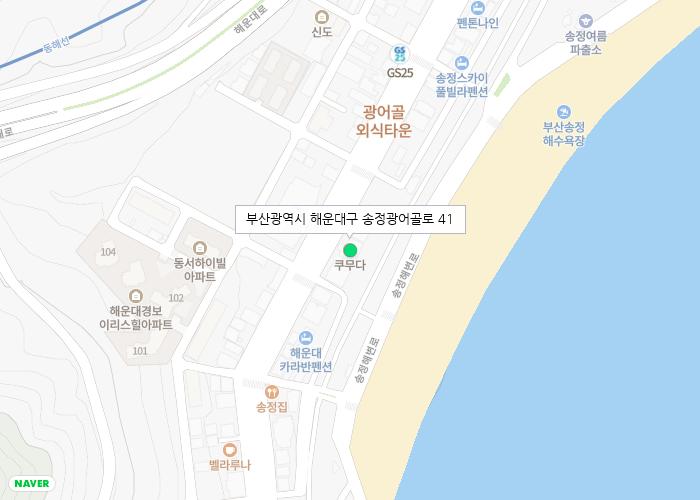 동해선
해운대로
신도
펜톤나인
송정여름
파출소
GS
25
GS25
송정스카이
풀빌라펜션
광어골
외식타운
부산송정
해수욕장
부산광역시 해운대구 송정광어골로 41
쿠무다
동서하이빌
아파트
104
102
해운대경보
이리스힐아파트
101
송정해변로
해운대
카라반펜션
송정해변로
송정집
벨라루나
NAVER